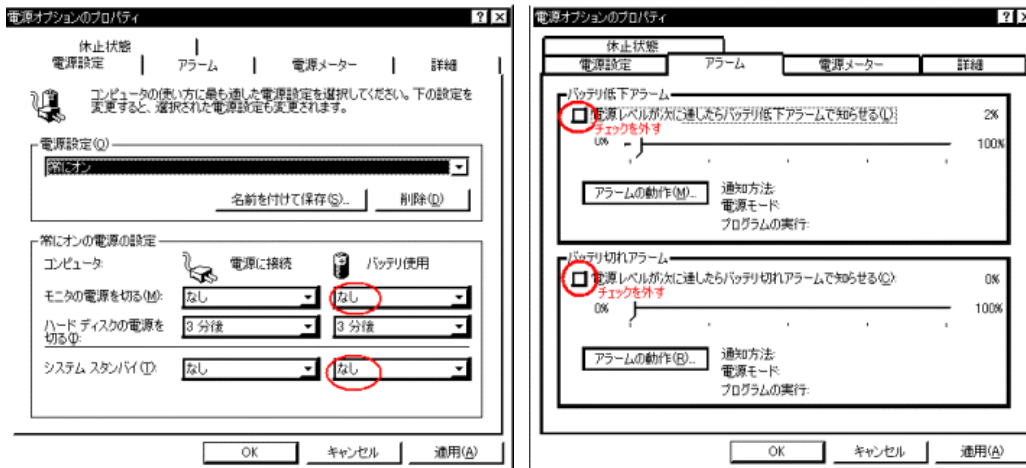 電源オプションのプロパティ
休止状態
電源設定 アラーム 電源メーター 詳細
コンピュータの使い方に最も適した電源設定を選択してください。下の設定を
変更すると、選択された電源設定も変更されます。
電源設定(O)
常にオン
名前を付けて保存(S)... 削除(D)
常にオンの電源の設定
コンピュータ: 電源に接続 バッテリ使用
モニタの電源を切る(M): なし なし
ハード ディスクの電源を 3 分後 3 分後
切る(I):
システム スタンバイ(T): なし なし
OK キャンセル 適用(A)
電源オプションのプロパティ
休止状態
電源設定 アラーム 電源メーター 詳細
バッテリ低下アラーム
電源レベルが次に達したらバッテリ低下アラームで知らせる(L): 2%
チェックを外す
0% 100%
アラームの動作(M)... 通知方法:
電源モード:
プログラムの実行:
バッテリ切れアラーム
電源レベルが次に達したらバッテリ切れアラームで知らせる(C): 0%
チェックを外す
0% 100%
アラームの動作(R)... 通知方法:
電源モード:
プログラムの実行:
OK キャンセル 適用(A)